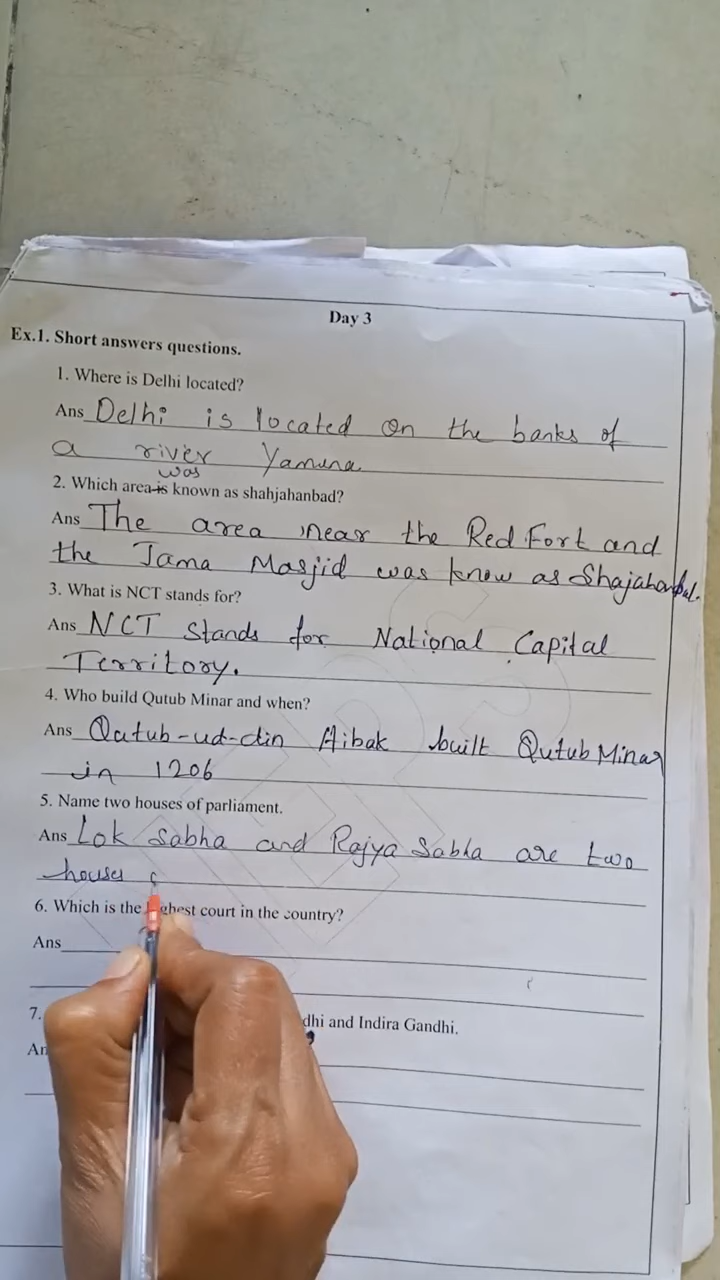 Day 3
Ex.1. Short answers questions.
1. Where is Delhi located?
Ans Delhi is located on the banks of
a river Yamuna
was
2. Which area is known as shahjahanbad?
Ans The area near the Red Fort and
the Jama Masjid was know as Shajahanbad.
3. What is NCT stands for?
Ans NCT Stands for National Capital
Territory.
4. Who build Qutub Minar and when?
Ans Qutub-ud-din Aibak built Qutub Minar
in 1206
5. Name two houses of parliament.
Ans Lok Sabha and Rajya Sabha are two
houses
6. Which is the highest court in the country?
Ans
7. dhi and Indira Gandhi.
An